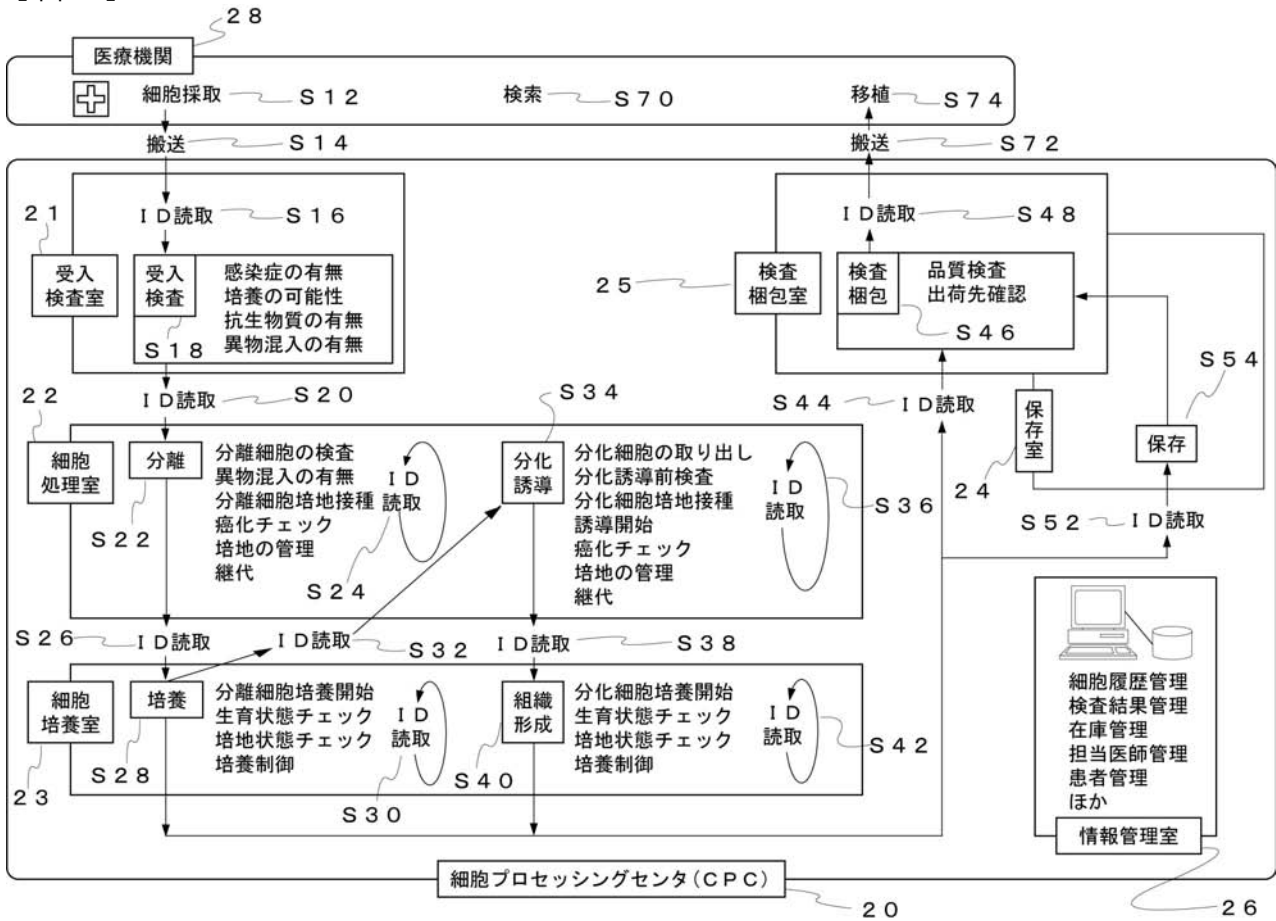 28
医療機関
細胞採取 S12
検索 S70
移植 S74
搬送 S14
搬送 S72
21
ID読取 S16
受入
検査室
受入
検査
感染症の有無
培養の可能性
抗生物質の有無
異物混入の有無
S18
ID読取 S48
25
検査
梱包室
検査
梱包
品質検査
出荷先確認
S46
S54
22
ID読取 S20
S34
S44 ID読取
細胞
処理室
分離
S22
分離細胞の検査
異物混入の有無
分離細胞培地接種
癌化チェック
培地の管理
継代
ID
読取
S24
分化
誘導
分化細胞の取り出し
分化誘導前検査
分化細胞培地接種
誘導開始
癌化チェック
培地の管理
継代
ID
読取
S36
保存室
24
保存
S52 ID読取
S26 ID読取
ID読取 S32
ID読取 S38
細胞
培養室
23
培養
S28
分離細胞培養開始
生育状態チェック
培地状態チェック
培養制御
ID
読取
S30
組織
形成
S40
分化細胞培養開始
生育状態チェック
培地状態チェック
培養制御
ID
読取
S42
細胞履歴管理
検査結果管理
在庫管理
担当医師管理
患者管理
ほか
情報管理室
26
細胞プロセッシングセンタ(CPC)
20